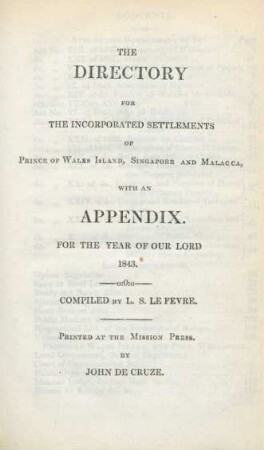 THE
DIRECTORY
FOR
THE INCORPORATED SETTLEMENTS
OF
PRINCE OF WALES ISLAND, SINGAPORE AND MALACCA,
WITH AN
APPENDIX.
FOR THE YEAR OF OUR LORD
1843.
COMPILED BY L. S. LE FEVRE.
PRINTED AT THE MISSION PRESS.
BY
JOHN DE CRUZE.